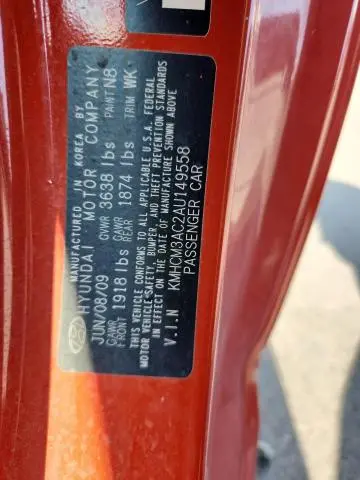 MANUFACTURED IN KOREA BY
HYUNDAI MOTOR COMPANY
JUN/08/09 GVWR 3638 lbs PAINT N8
GAWR FRONT 1918 lbs GAWR REAR 1874 lbs TRIM WK
THIS VEHICLE CONFORMS TO ALL APPLICABLE U.S.A. FEDERAL
MOTOR VEHICLE SAFETY, BUMPER, AND THEFT PREVENTION STANDARDS
IN EFFECT ON THE DATE OF MANUFACTURE SHOWN ABOVE
V.I.N KMHCM3AC2AU149558
PASSENGER CAR